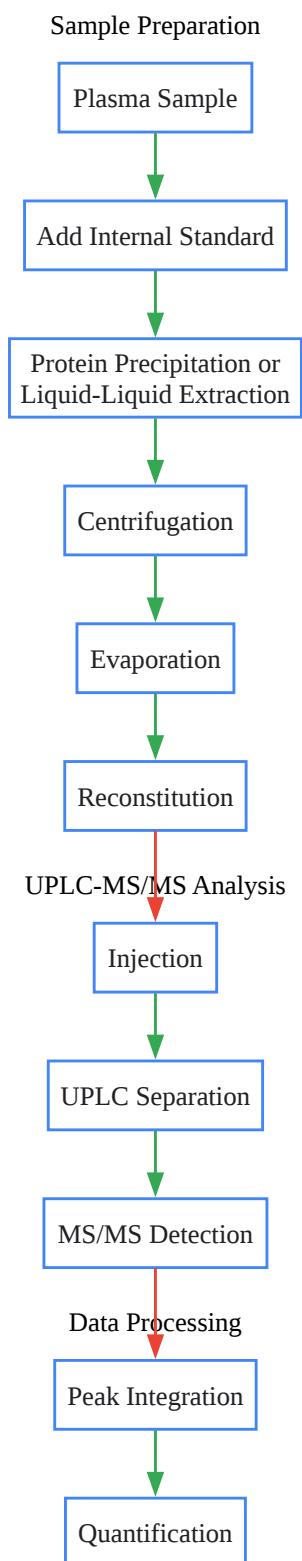 Sample Preparation
Plasma Sample
Add Internal Standard
Protein Precipitation or
Liquid-Liquid Extraction
Centrifugation
Evaporation
Reconstitution
UPLC-MS/MS Analysis
Injection
UPLC Separation
MS/MS Detection
Data Processing
Peak Integration
Quantification